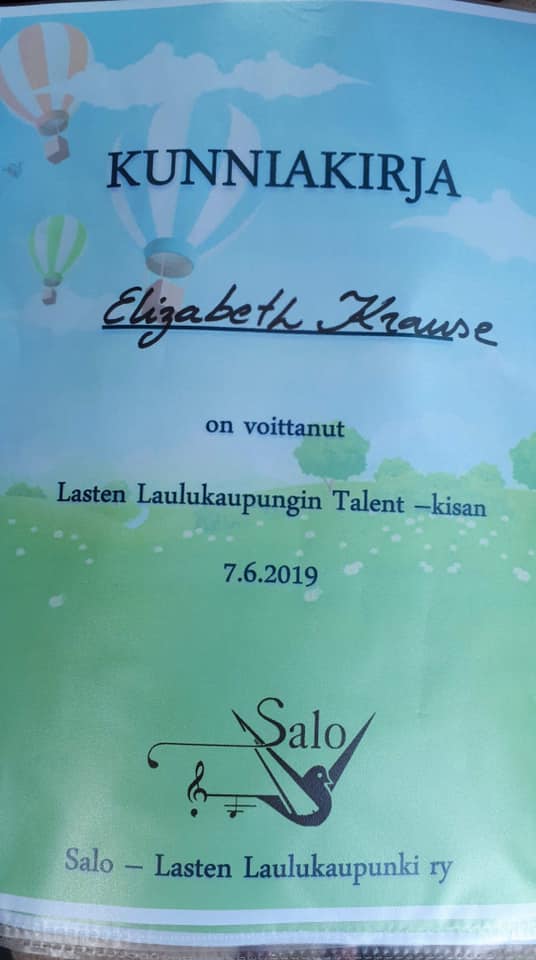 KUNNIAKIRJA
Elizabeth Krause
on voittanut
Lasten Laulukaupungin Talent –kisan
7.6.2019
Salo
Salo – Lasten Laulukaupunki ry